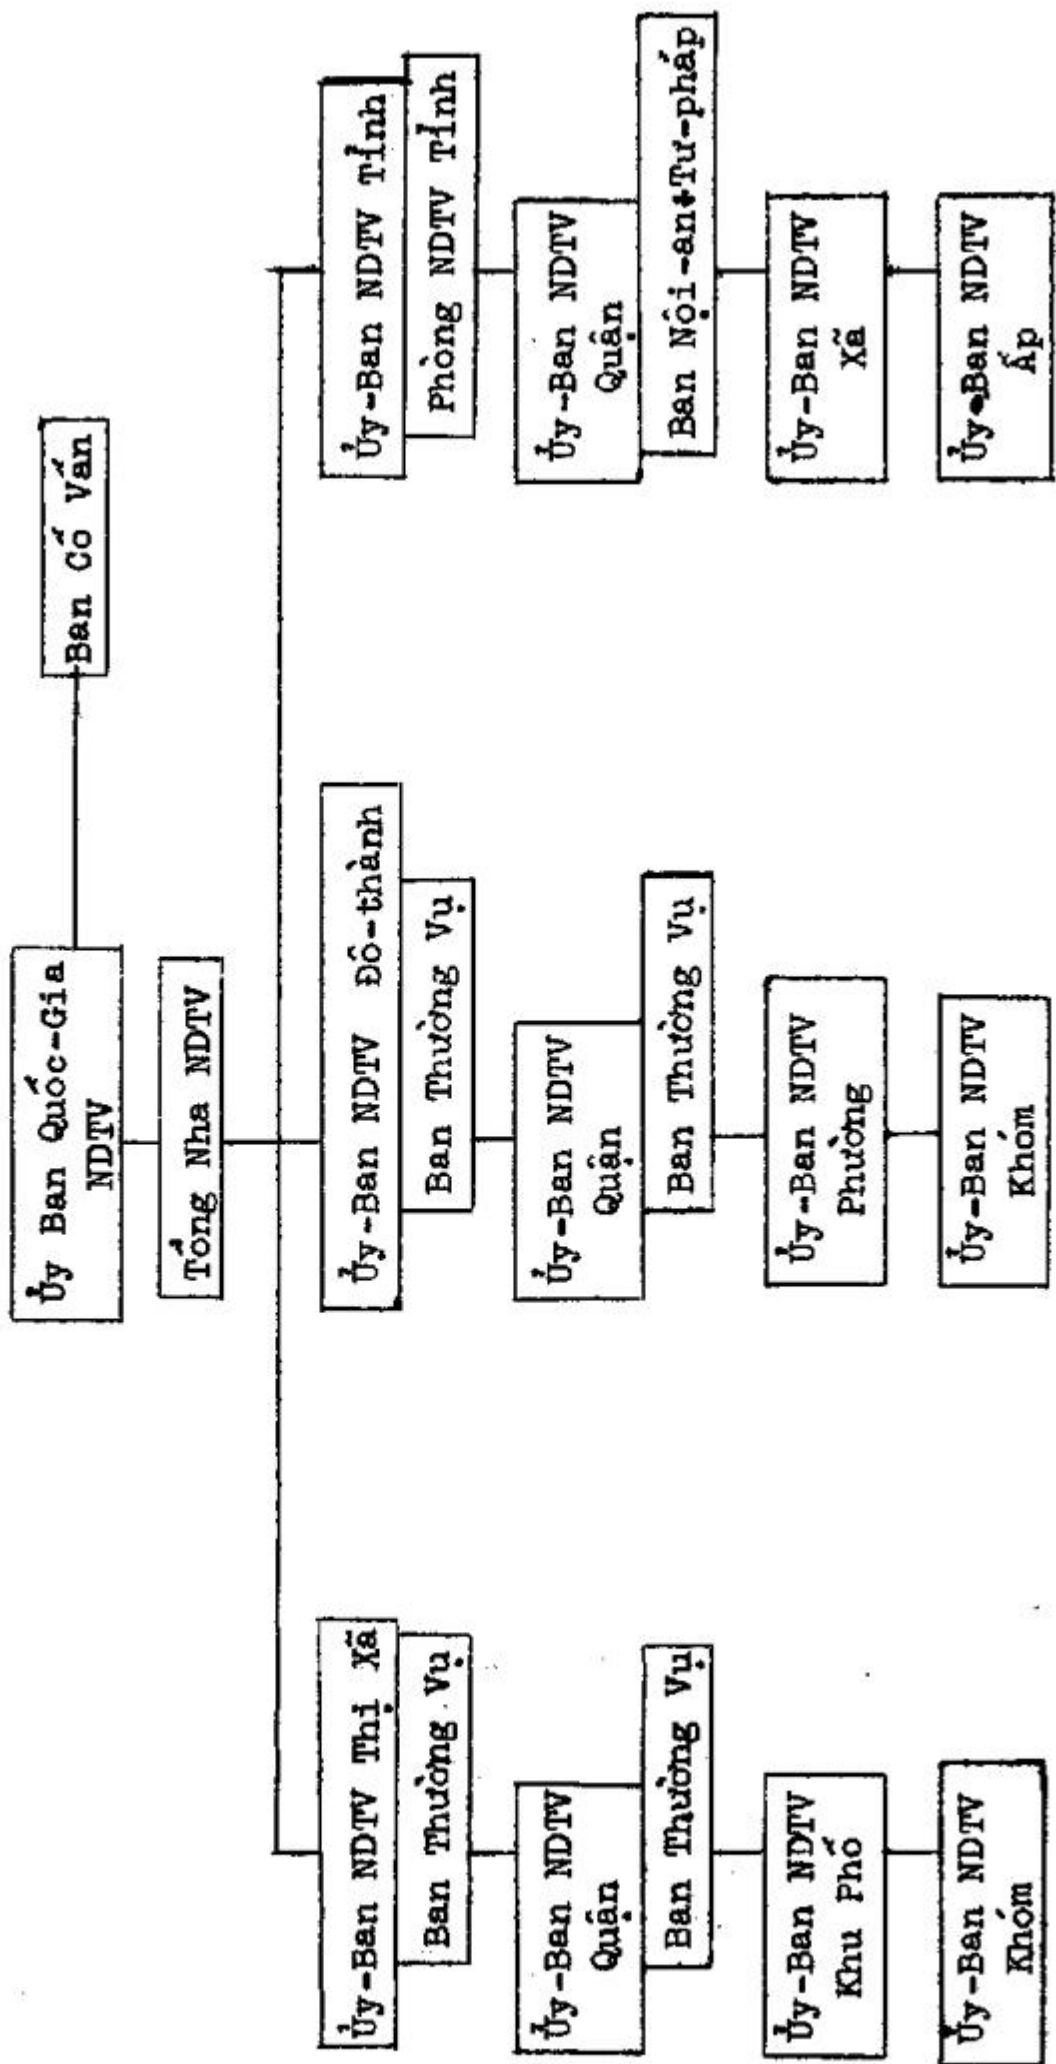 Ủy Ban Quốc-Gia
NDTV
Ban Cố Vấn
Tổng Nha NDTV
Ủy-Ban NDTV Thị Xã
Ban Thường Vụ
Ủy-Ban NDTV
Quận
Ban Thường Vụ
Ủy-Ban NDTV
Khu Phố
Ủy-Ban NDTV
Khóm
Ủy-Ban NDTV Đô-thành
Ban Thường Vụ
Ủy-Ban NDTV
Quận
Ban Thường Vụ
Ủy-Ban NDTV
Phường
Ủy-Ban NDTV
Khóm
Ủy-Ban NDTV Tỉnh
Phòng NDTV Tỉnh
Ủy-Ban NDTV
Quận
Ban Nội-an+Tư-pháp
Ủy-Ban NDTV
Xã
Ủy-Ban NDTV
Ấp